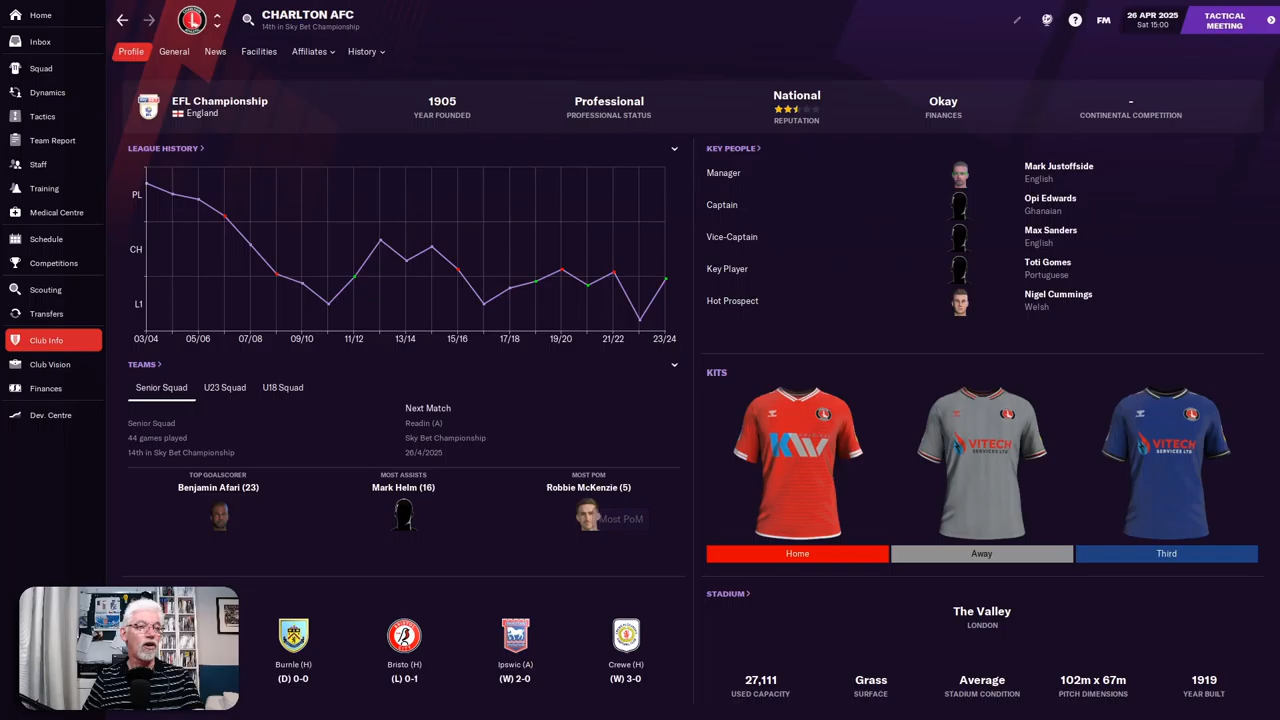 Home
Inbox
Squad
Dynamics
Tactics
Team Report
Staff
Training
Medical Centre
Schedule
Competitions
Scouting
Transfers
Club Info
Club Vision
Finances
Dev. Centre
CHARLTON AFC
14th in Sky Bet Championship
FM
26 APR 2025
Sat 15:00
TACTICAL
MEETING
Profile
General
News
Facilities
Affiliates
History
EFL Championship
England
1905
YEAR FOUNDED
Professional
PROFESSIONAL STATUS
National
REPUTATION
Okay
FINANCES
-
CONTINENTAL COMPETITION
LEAGUE HISTORY >
PL
CH
L1
03/04 05/06 07/08 09/10 11/12 13/14 15/16 17/18 19/20 21/22 23/24
TEAMS >
Senior Squad
U23 Squad
U18 Squad
Senior Squad
44 games played
14th in Sky Bet Championship
Next Match
Readin (A)
Sky Bet Championship
26/4/2025
TOP GOALSCORER
Benjamin Afari (23)
MOST ASSISTS
Mark Helm (16)
MOST POM
Robbie McKenzie (5)
Most PoM
Burnle (H)
(D) 0-0
Bristo (H)
(L) 0-1
Ipswic (A)
(W) 2-0
Crewe (H)
(W) 3-0
KEY PEOPLE >
Manager
Mark Justoffside
English
Captain
Opi Edwards
Ghanaian
Vice-Captain
Max Sanders
English
Key Player
Toti Gomes
Portuguese
Hot Prospect
Nigel Cummings
Welsh
KITS
KW
VITECH
SERVICES LTD
VITECH
SERVICES LTD
Home
Away
Third
STADIUM >
The Valley
LONDON
27,111
USED CAPACITY
Grass
SURFACE
Average
STADIUM CONDITION
102m x 67m
PITCH DIMENSIONS
1919
YEAR BUILT